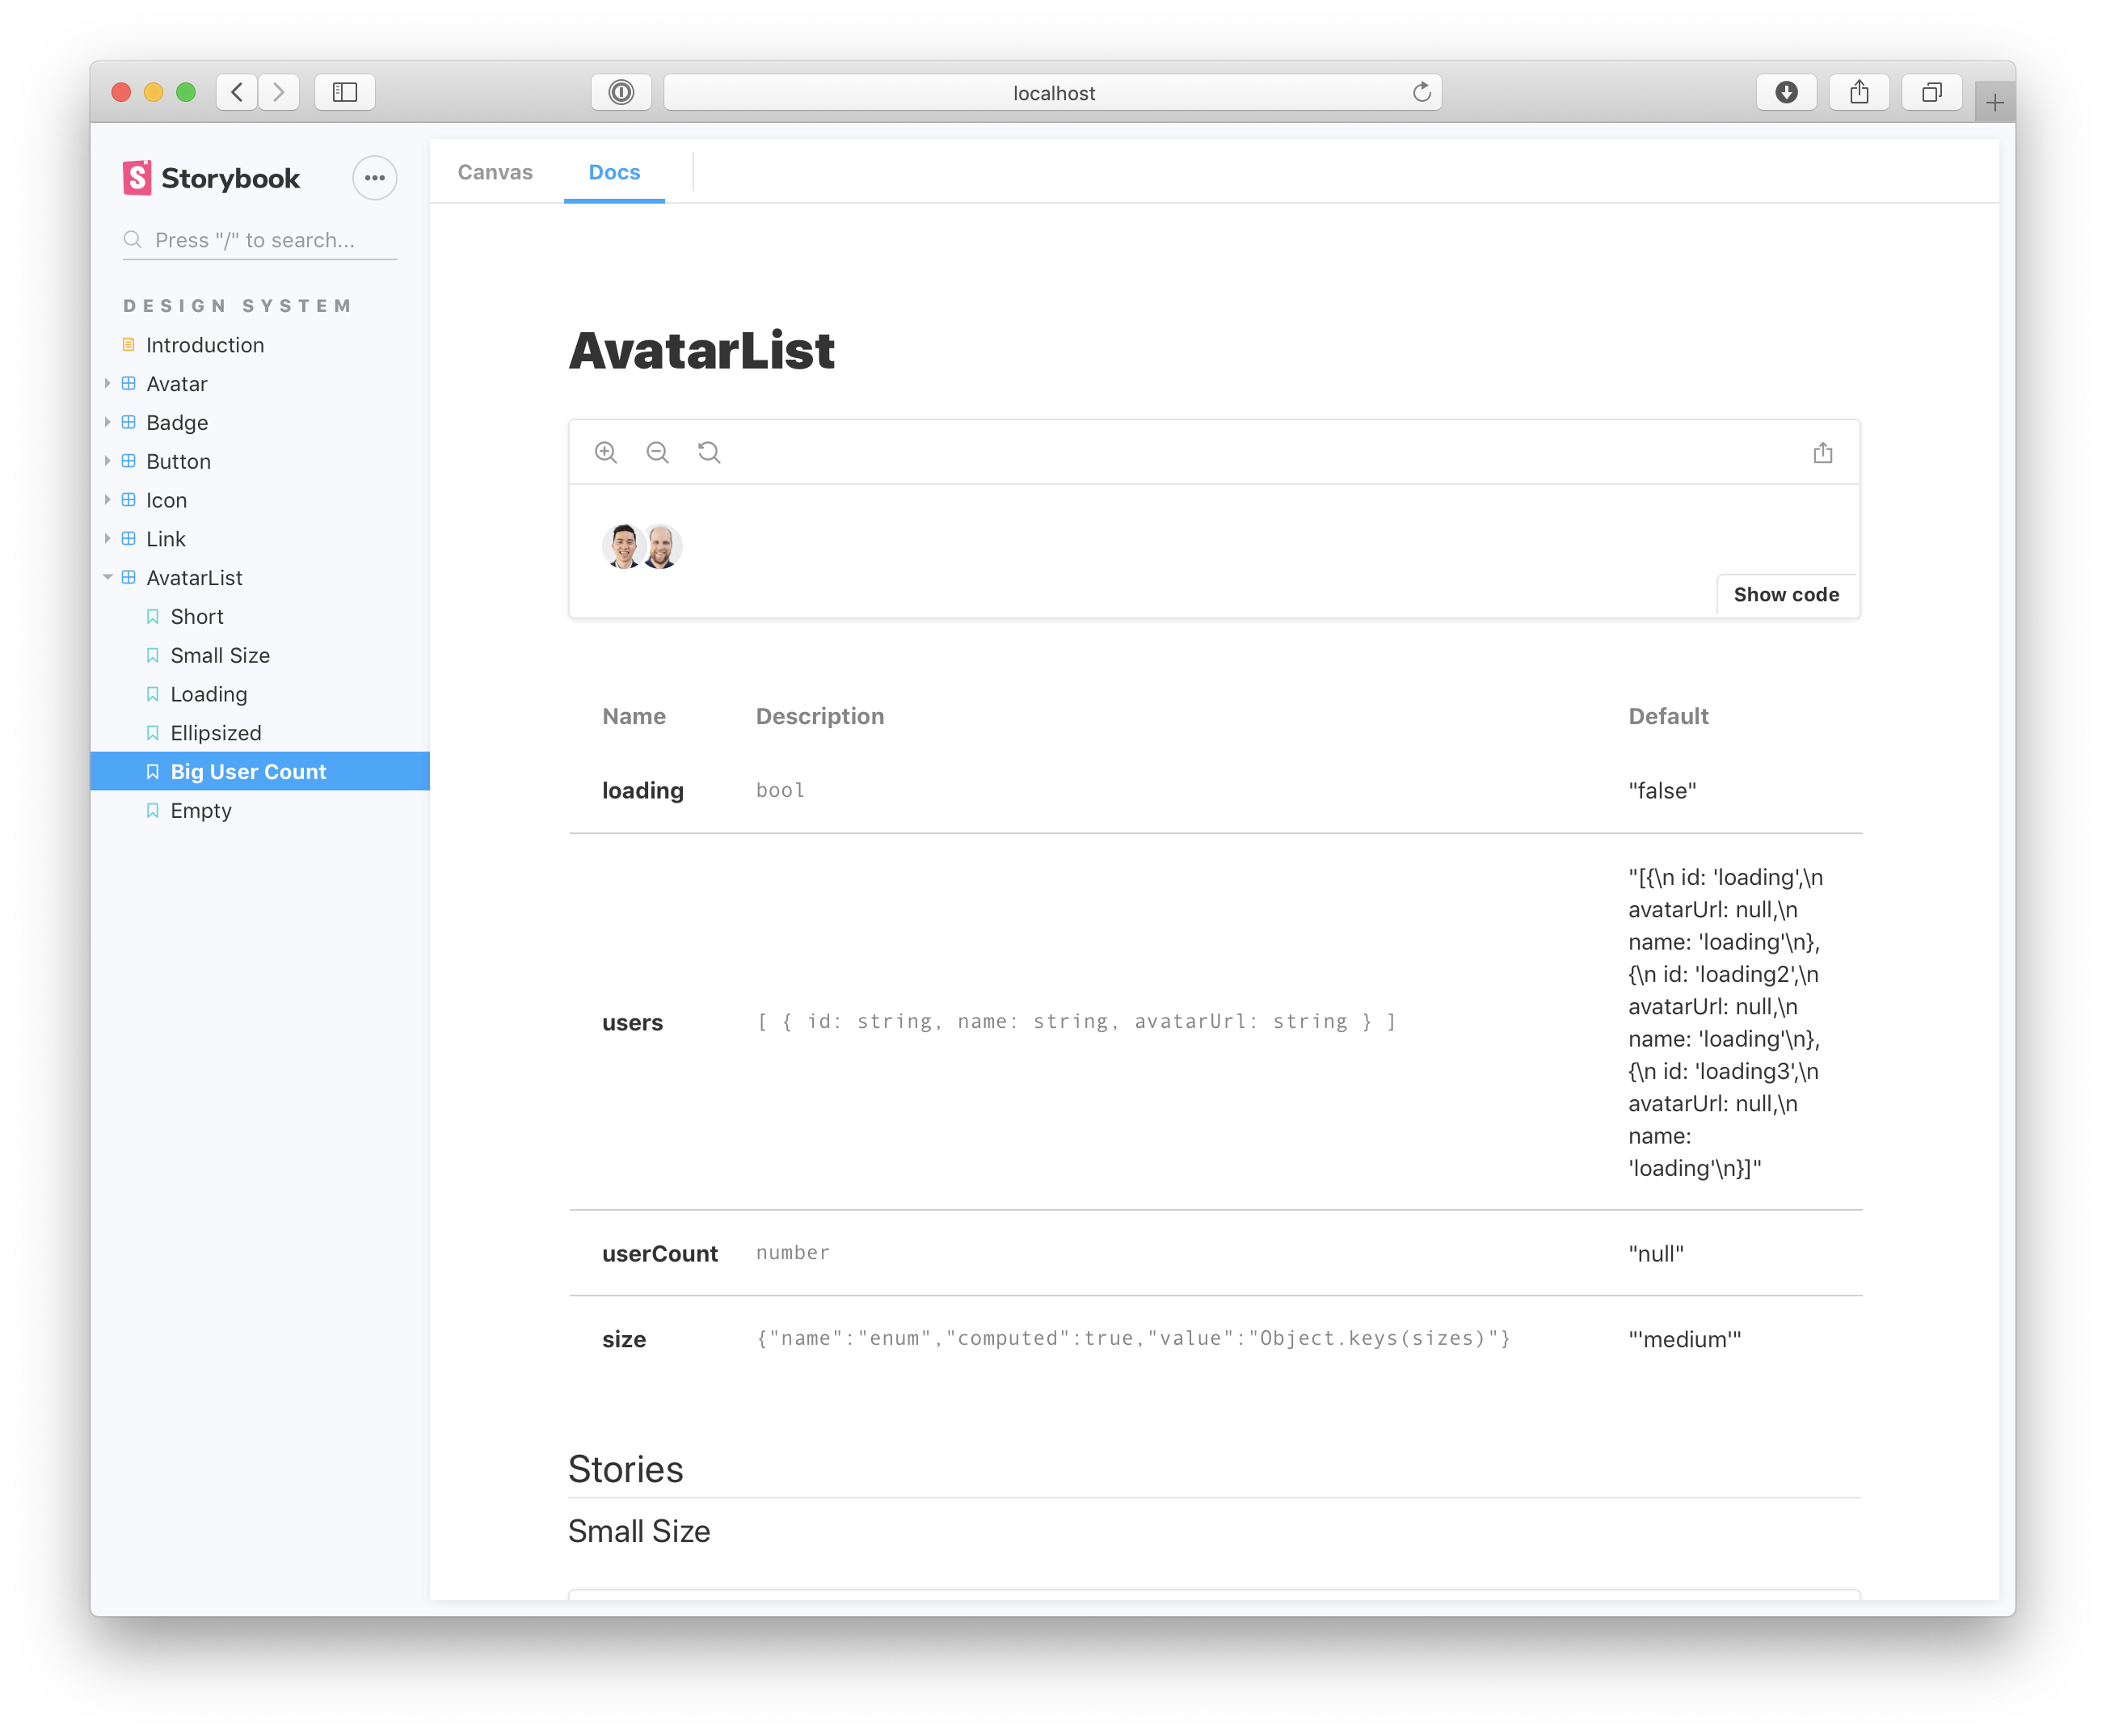 localhost
Storybook
Press "/" to search...
DESIGN SYSTEM
Introduction
Avatar
Badge
Button
Icon
Link
AvatarList
Short
Small Size
Loading
Ellipsized
Big User Count
Empty
Canvas Docs
AvatarList
Show code
Name Description Default
loading bool "false"
users [ { id: string, name: string, avatarUrl: string } ]
"[{\n id: 'loading',\n
avatarUrl: null,\n
name: 'loading'\n},
{\n id: 'loading2',\n
avatarUrl: null,\n
name: 'loading'\n},
{\n id: 'loading3',\n
avatarUrl: null,\n
name:
'loading'\n}]"
userCount number "null"
size {"name":"enum","computed":true,"value":"Object.keys(sizes)"} "'medium'"
Stories
Small Size